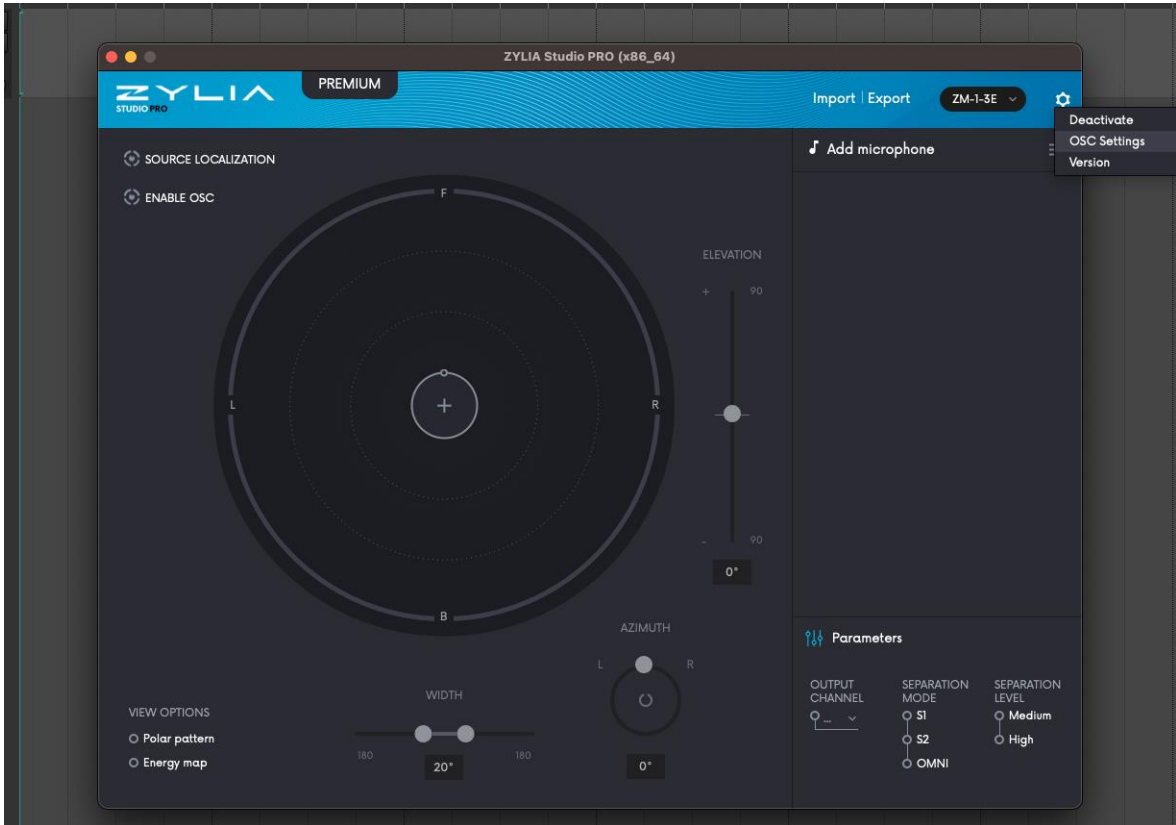 ZYLIA Studio PRO (x86_64)
ZYLIA
STUDIO PRO
PREMIUM
Import | Export
ZM-1-3E
Deactivate
OSC Settings
Version
SOURCE LOCALIZATION
ENABLE OSC
Add microphone
F
L
R
B
ELEVATION
+ 90
- 90
0°
AZIMUTH
L R
0°
WIDTH
180 180
20°
VIEW OPTIONS
Polar pattern
Energy map
Parameters
OUTPUT
CHANNEL
...
SEPARATION
MODE
S1
S2
OMNI
SEPARATION
LEVEL
Medium
High